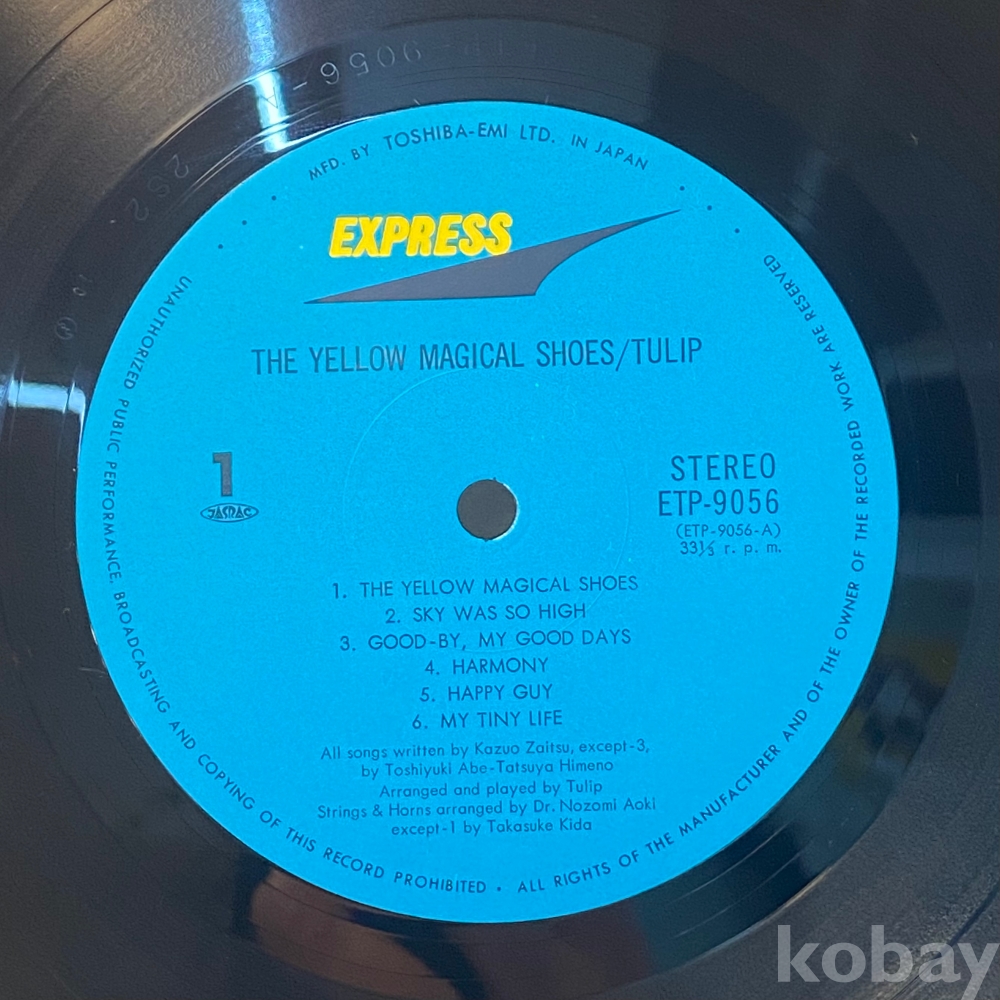 9056-A
2S2
MFD. BY TOSHIBA-EMI LTD. IN JAPAN
EXPRESS
THE YELLOW MAGICAL SHOES/TULIP
1
JASRAC
STEREO
ETP-9056
(ETP-9056-A)
33⅓ r. p. m.
1. THE YELLOW MAGICAL SHOES
2. SKY WAS SO HIGH
3. GOOD-BY, MY GOOD DAYS
4. HARMONY
5. HAPPY GUY
6. MY TINY LIFE
All songs written by Kazuo Zaitsu, except-3,
by Toshiyuki Abe-Tatsuya Himeno
Arranged and played by Tulip
Strings & Horns arranged by Dr. Nozomi Aoki
except-1 by Takasuke Kida
UNAUTHORIZED PUBLIC PERFORMANCE. BROADCASTING AND COPYING OF THIS RECORD PROHIBITED • ALL RIGHTS OF THE MANUFACTURER AND OF THE OWNER OF THE RECORDED WORK ARE RESERVED
kobay